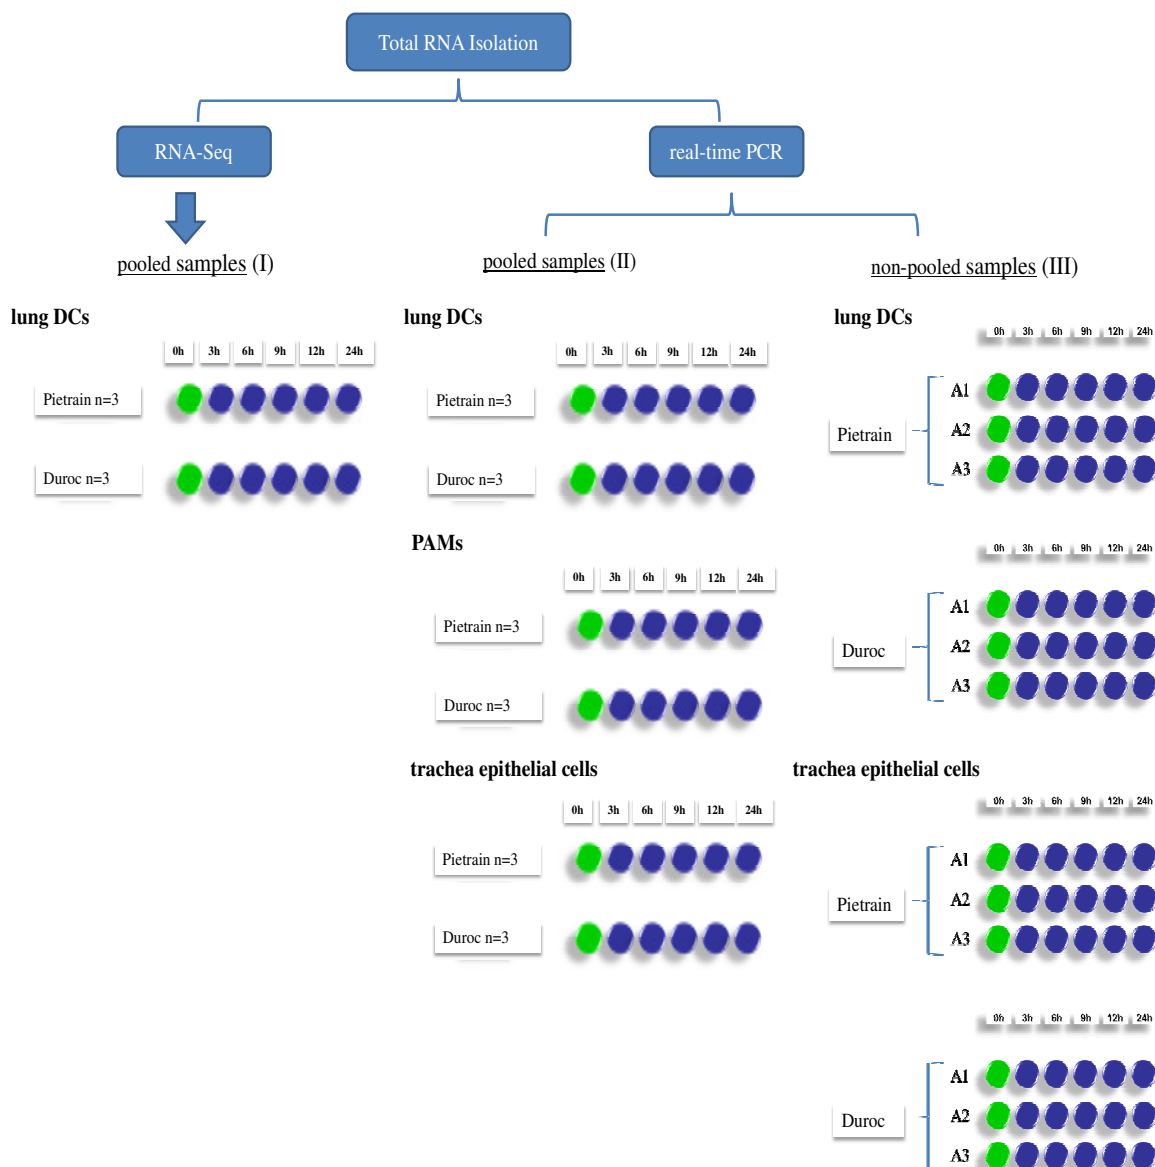 Total RNA Isolation
RNA-Seq
real-time PCR
pooled samples (I)
pooled samples (II)
non-pooled samples (III)
lung DCs
0h 3h 6h 9h 12h 24h
Pietrain n=3
Duroc n=3
lung DCs
0h 3h 6h 9h 12h 24h
Pietrain n=3
Duroc n=3
PAMs
0h 3h 6h 9h 12h 24h
Pietrain n=3
Duroc n=3
trachea epithelial cells
0h 3h 6h 9h 12h 24h
Pietrain n=3
Duroc n=3
lung DCs
0h 3h 6h 9h 12h 24h
Pietrain
A1
A2
A3
0h 3h 6h 9h 12h 24h
Duroc
A1
A2
A3
trachea epithelial cells
0h 3h 6h 9h 12h 24h
Pietrain
A1
A2
A3
0h 3h 6h 9h 12h 24h
Duroc
A1
A2
A3